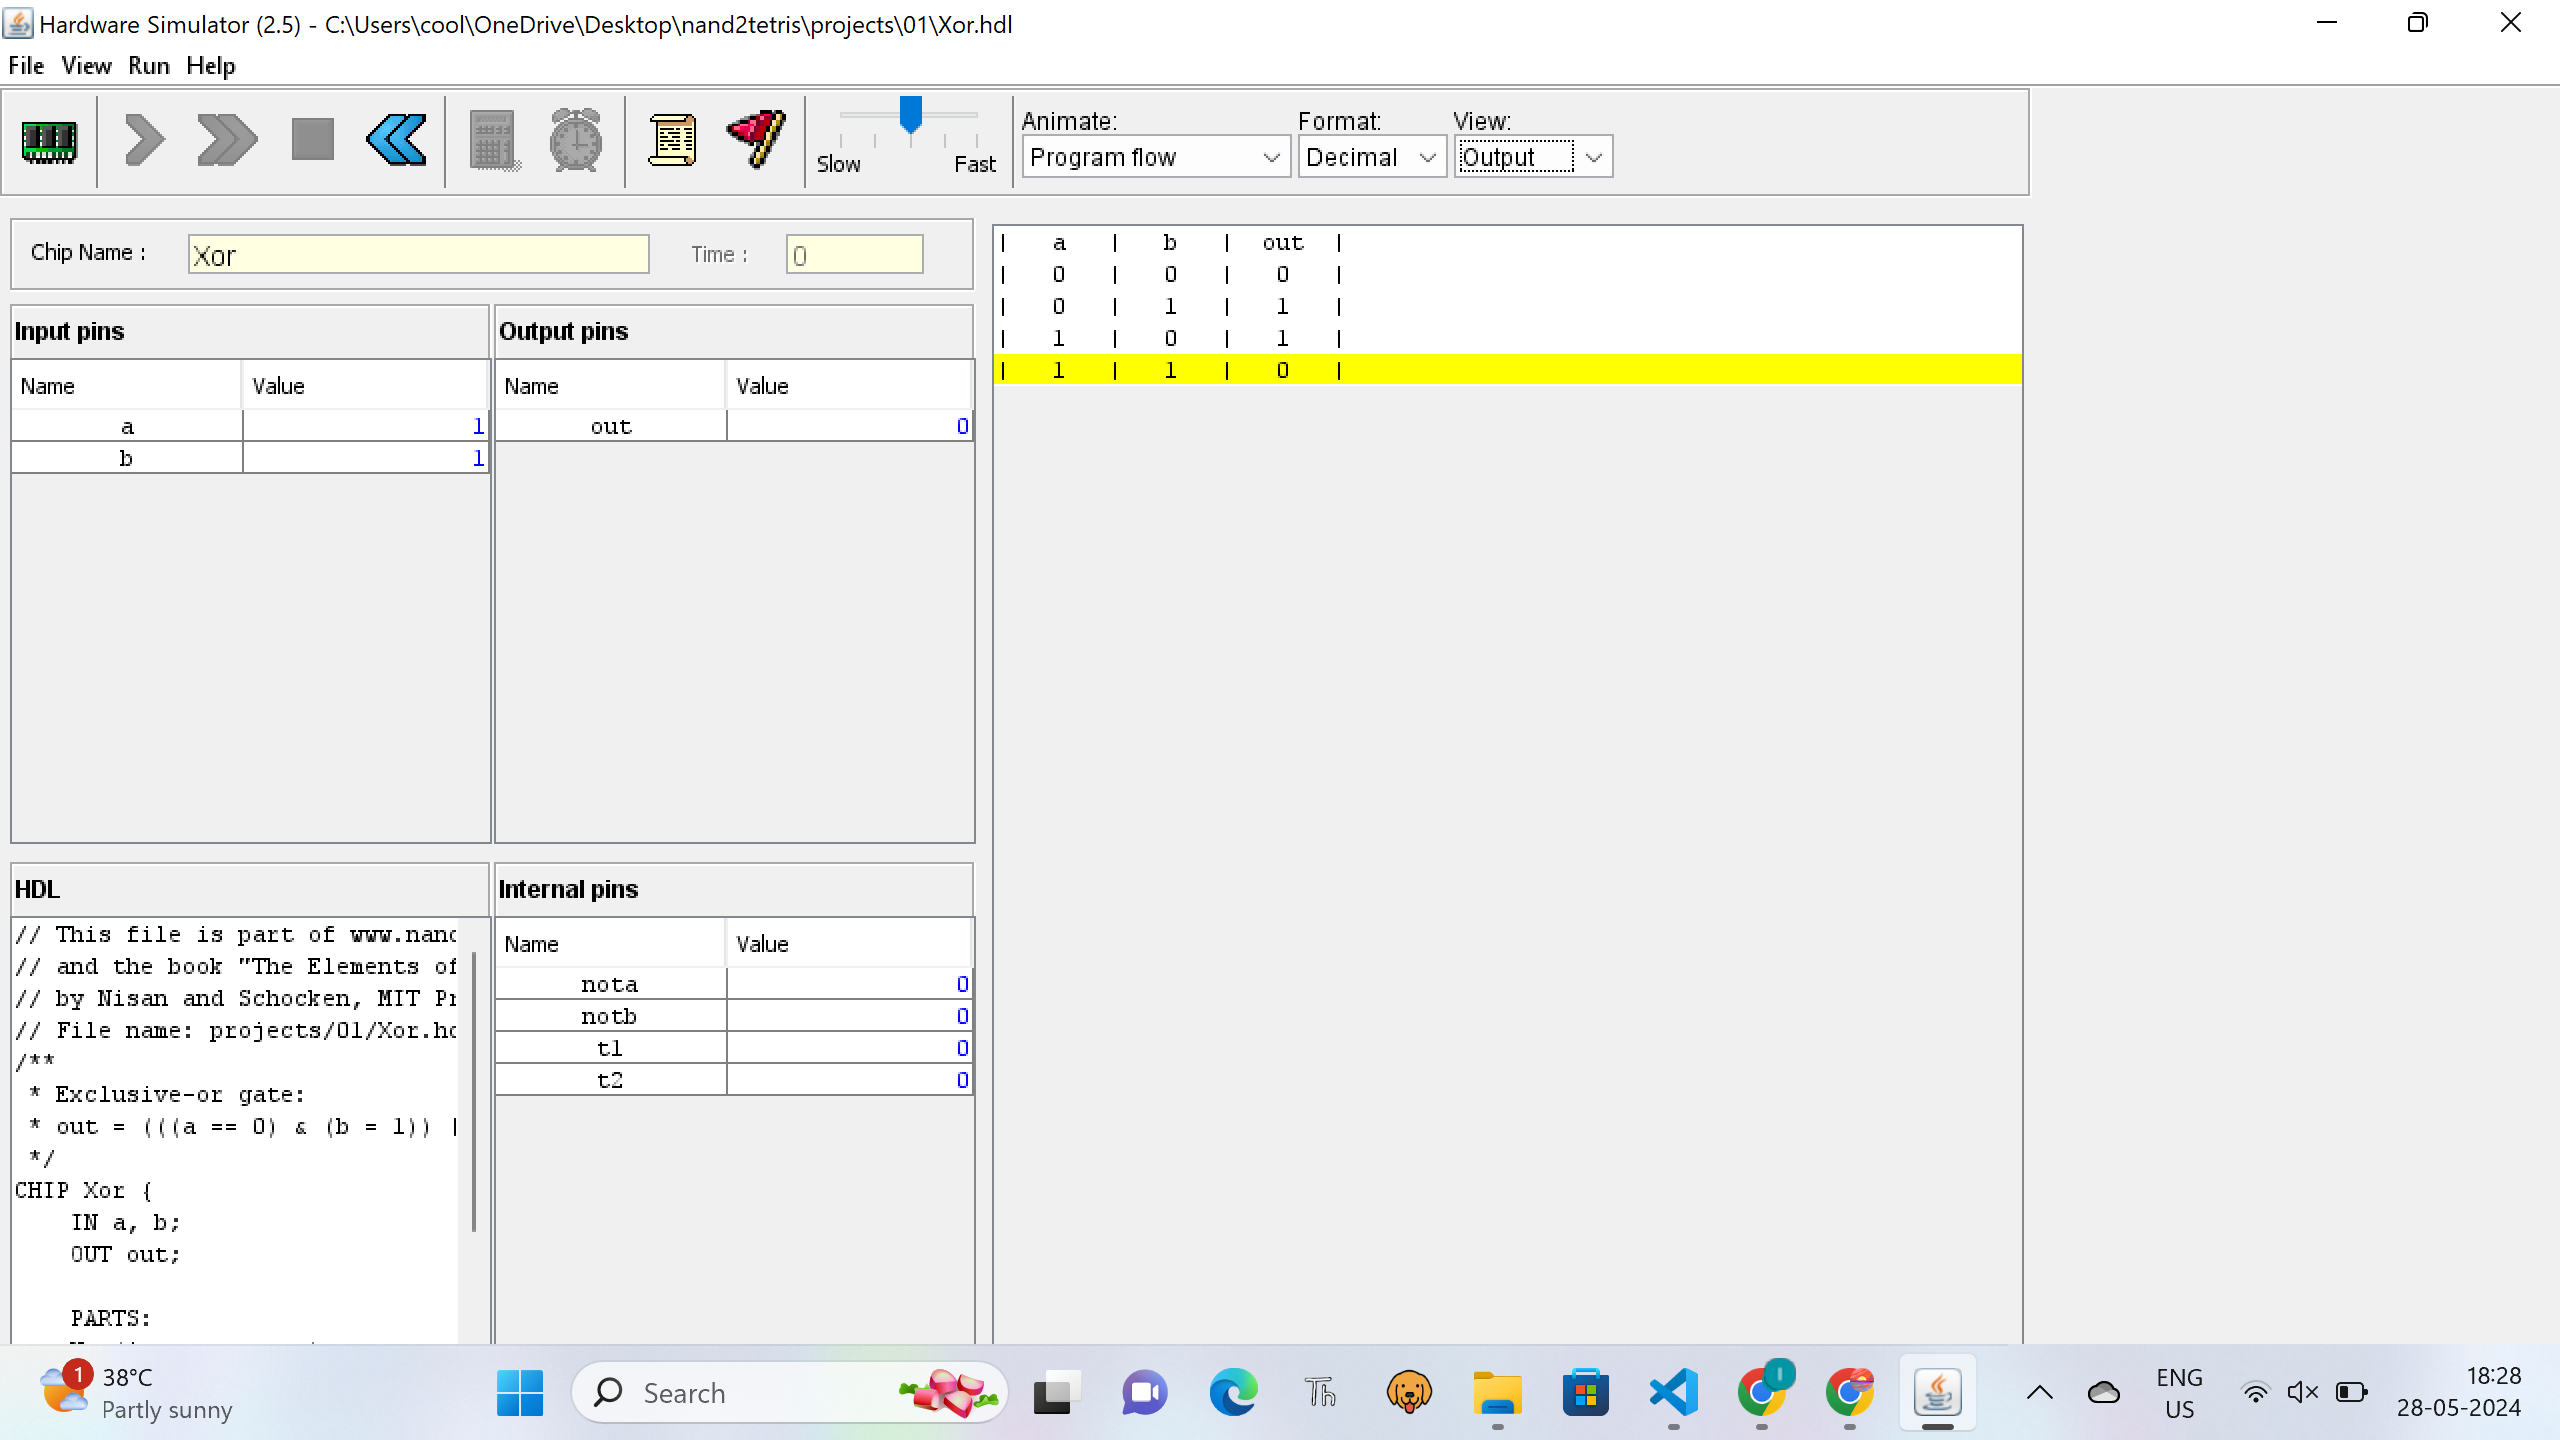 Hardware Simulator (2.5) - C:\Users\cool\OneDrive\Desktop\nand2tetris\projects\01\Xor.hdl
File View Run Help
Slow Fast
Animate: Format: View:
Program flow Decimal Output
Chip Name : Xor Time : 0
Input pins
Name Value
a 1
b 1
Output pins
Name Value
out 0
| a | b | out |
| 0 | 0 | 0 |
| 0 | 1 | 1 |
| 1 | 0 | 1 |
| 1 | 1 | 0 |
HDL
// This file is part of www.nand
// and the book "The Elements of
// by Nisan and Schocken, MIT Pr
// File name: projects/01/Xor.hd
/**
* Exclusive-or gate:
* out = (((a == 0) & (b = 1)) |
*/
CHIP Xor {
IN a, b;
OUT out;
PARTS:
Internal pins
Name Value
nota 0
notb 0
t1 0
t2 0
1
38°C
Partly sunny
Search
Th
ENG
US
18:28
28-05-2024